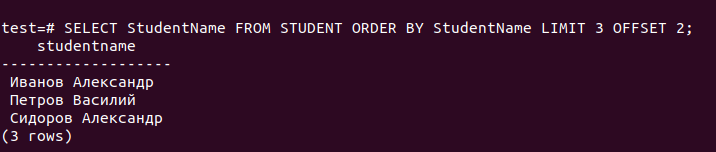 test=# SELECT StudentName FROM STUDENT ORDER BY StudentName LIMIT 3 OFFSET 2;
    studentname
-------------------
 Иванов Александр
 Петров Василий
 Сидоров Александр
(3 rows)